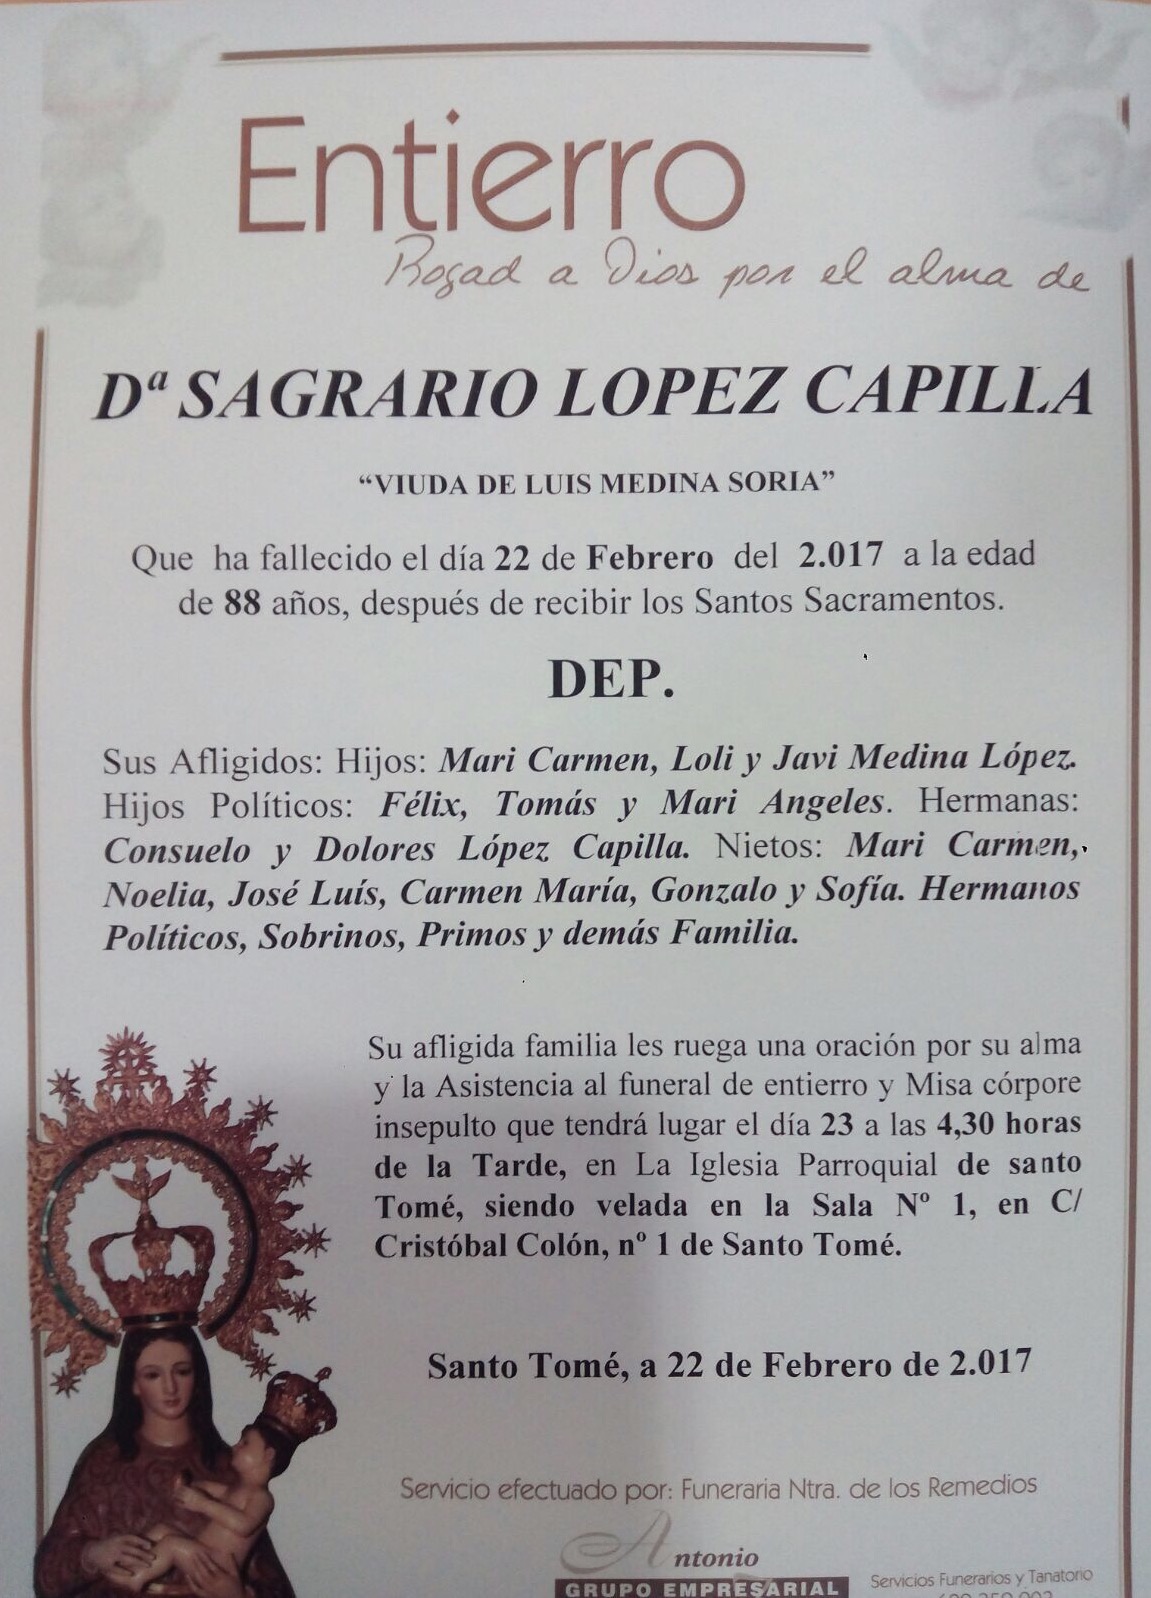 Entierro
Rogad a Dios por el alma de
Dª SAGRARIO LOPEZ CAPILLA
“VIUDA DE LUIS MEDINA SORIA”
Que ha fallecido el día 22 de Febrero del 2.017 a la edad
de 88 años, después de recibir los Santos Sacramentos.
DEP.
Sus Afligidos: Hijos: Mari Carmen, Loli y Javi Medina López.
Hijos Políticos: Félix, Tomás y Mari Angeles. Hermanas:
Consuelo y Dolores López Capilla. Nietos: Mari Carmen,
Noelia, José Luís, Carmen María, Gonzalo y Sofía. Hermanos
Políticos, Sobrinos, Primos y demás Familia.
Su afligida familia les ruega una oración por su alma
y la Asistencia al funeral de entierro y Misa córpore
insepulto que tendrá lugar el día 23 a las 4,30 horas
de la Tarde, en La Iglesia Parroquial de santo
Tomé, siendo velada en la Sala Nº 1, en C/
Cristóbal Colón, nº 1 de Santo Tomé.
Santo Tomé, a 22 de Febrero de 2.017
Servicio efectuado por: Funeraria Ntra. de los Remedios
Antonio
GRUPO EMPRESARIAL
Servicios Funerarios y Tanatorio